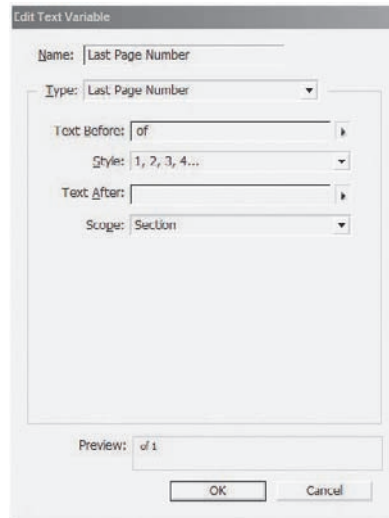 Edit Text Variable
Name: Last Page Number
Type: Last Page Number
Text Before: of
Style: 1, 2, 3, 4...
Text After:
Scope: Section
Preview: of 1
OK Cancel